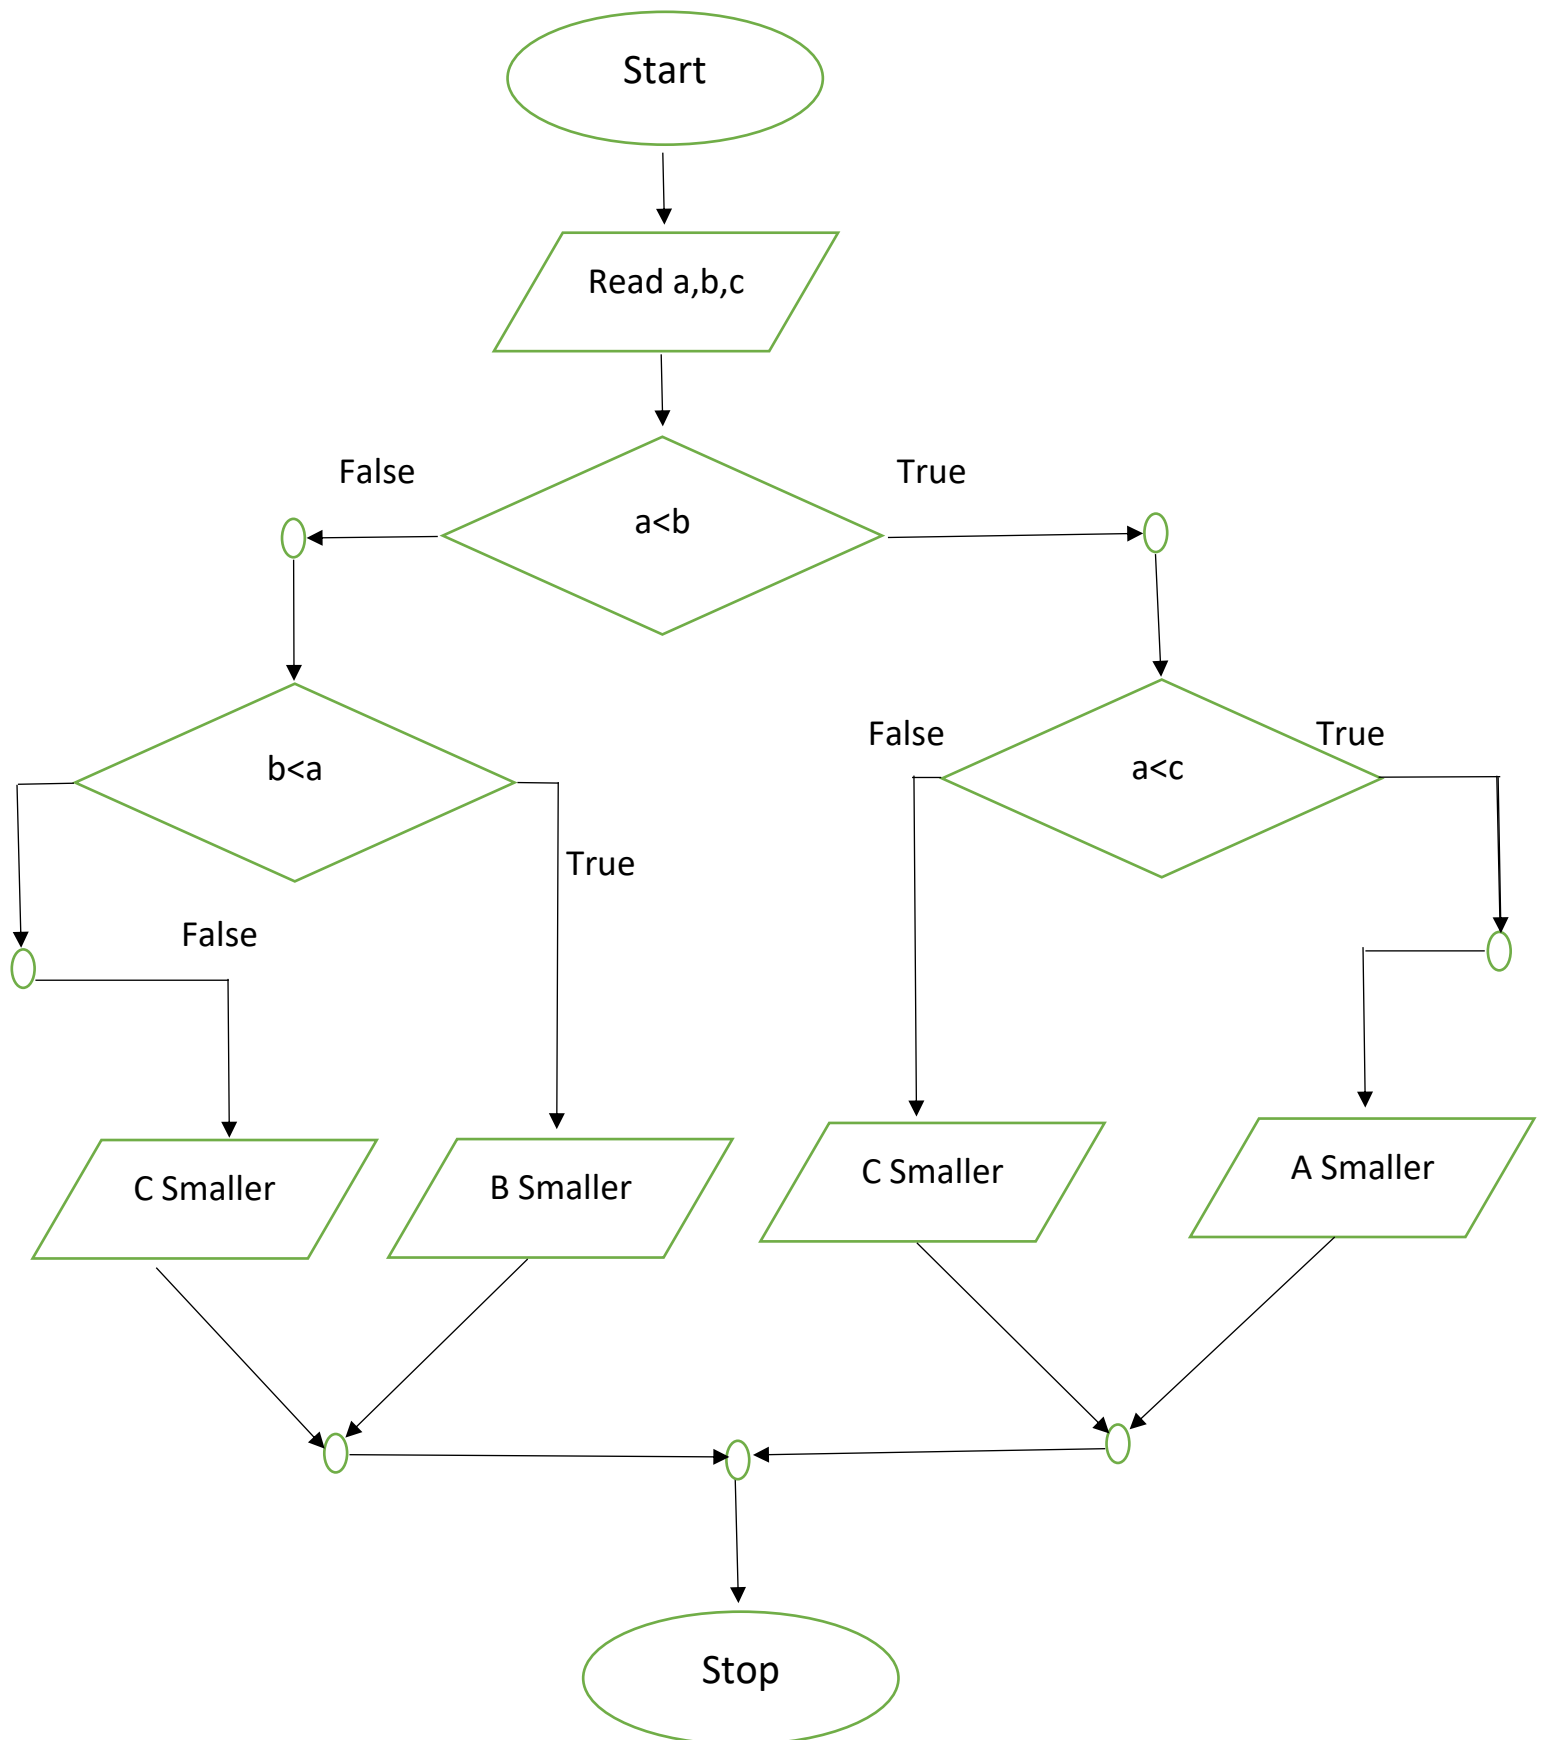 Start
Read a,b,c
False
True
a<b
False
True
b<a
a<c
True
False
C Smaller
B Smaller
C Smaller
A Smaller
Stop